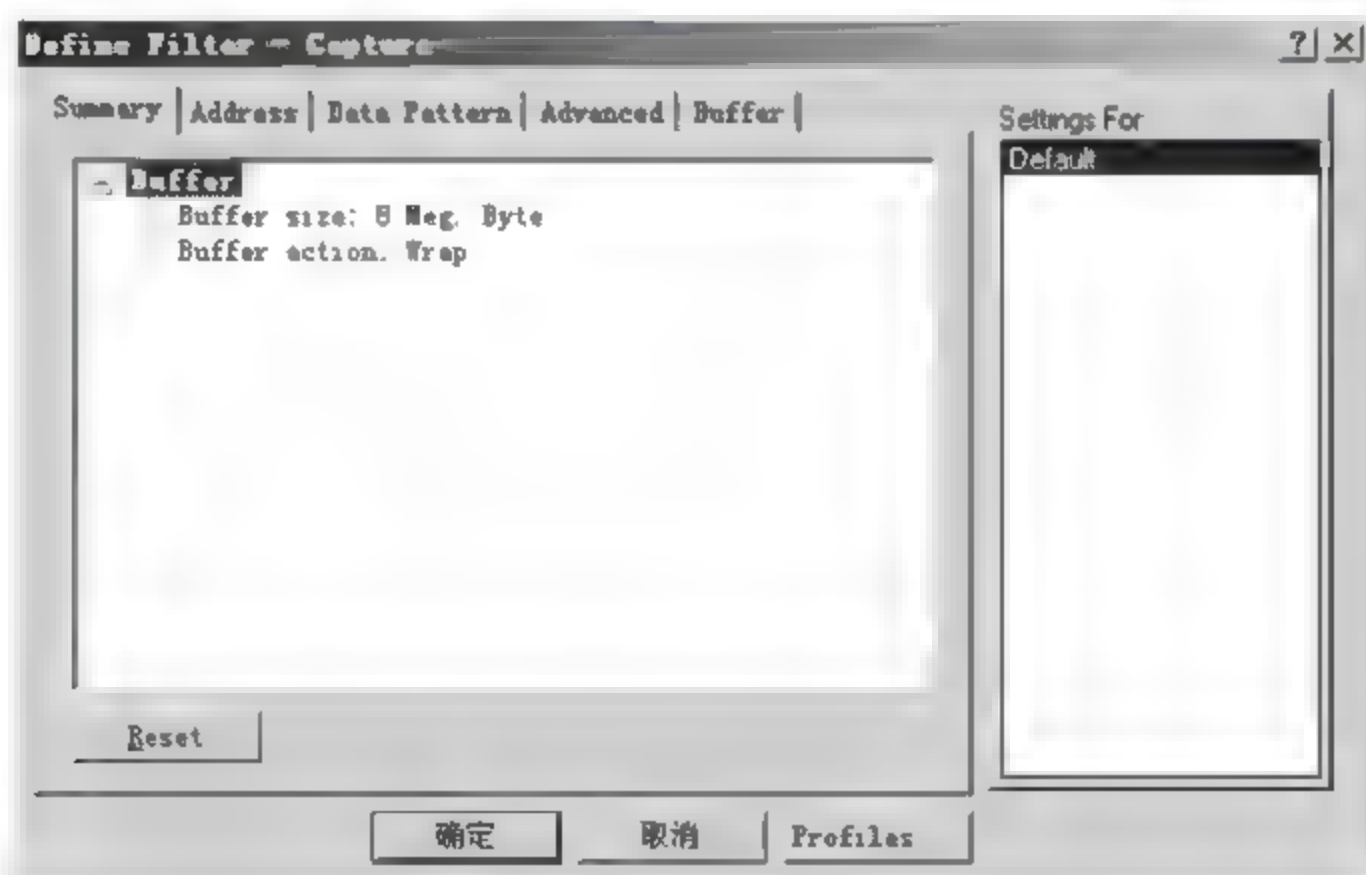 Define Filter - Capture
Summary Address Data Pattern Advanced Buffer
Settings For
Default
Buffer
Buffer size: 8 Meg. Byte
Buffer action. Wrap
Reset
确定 取消 Profiles